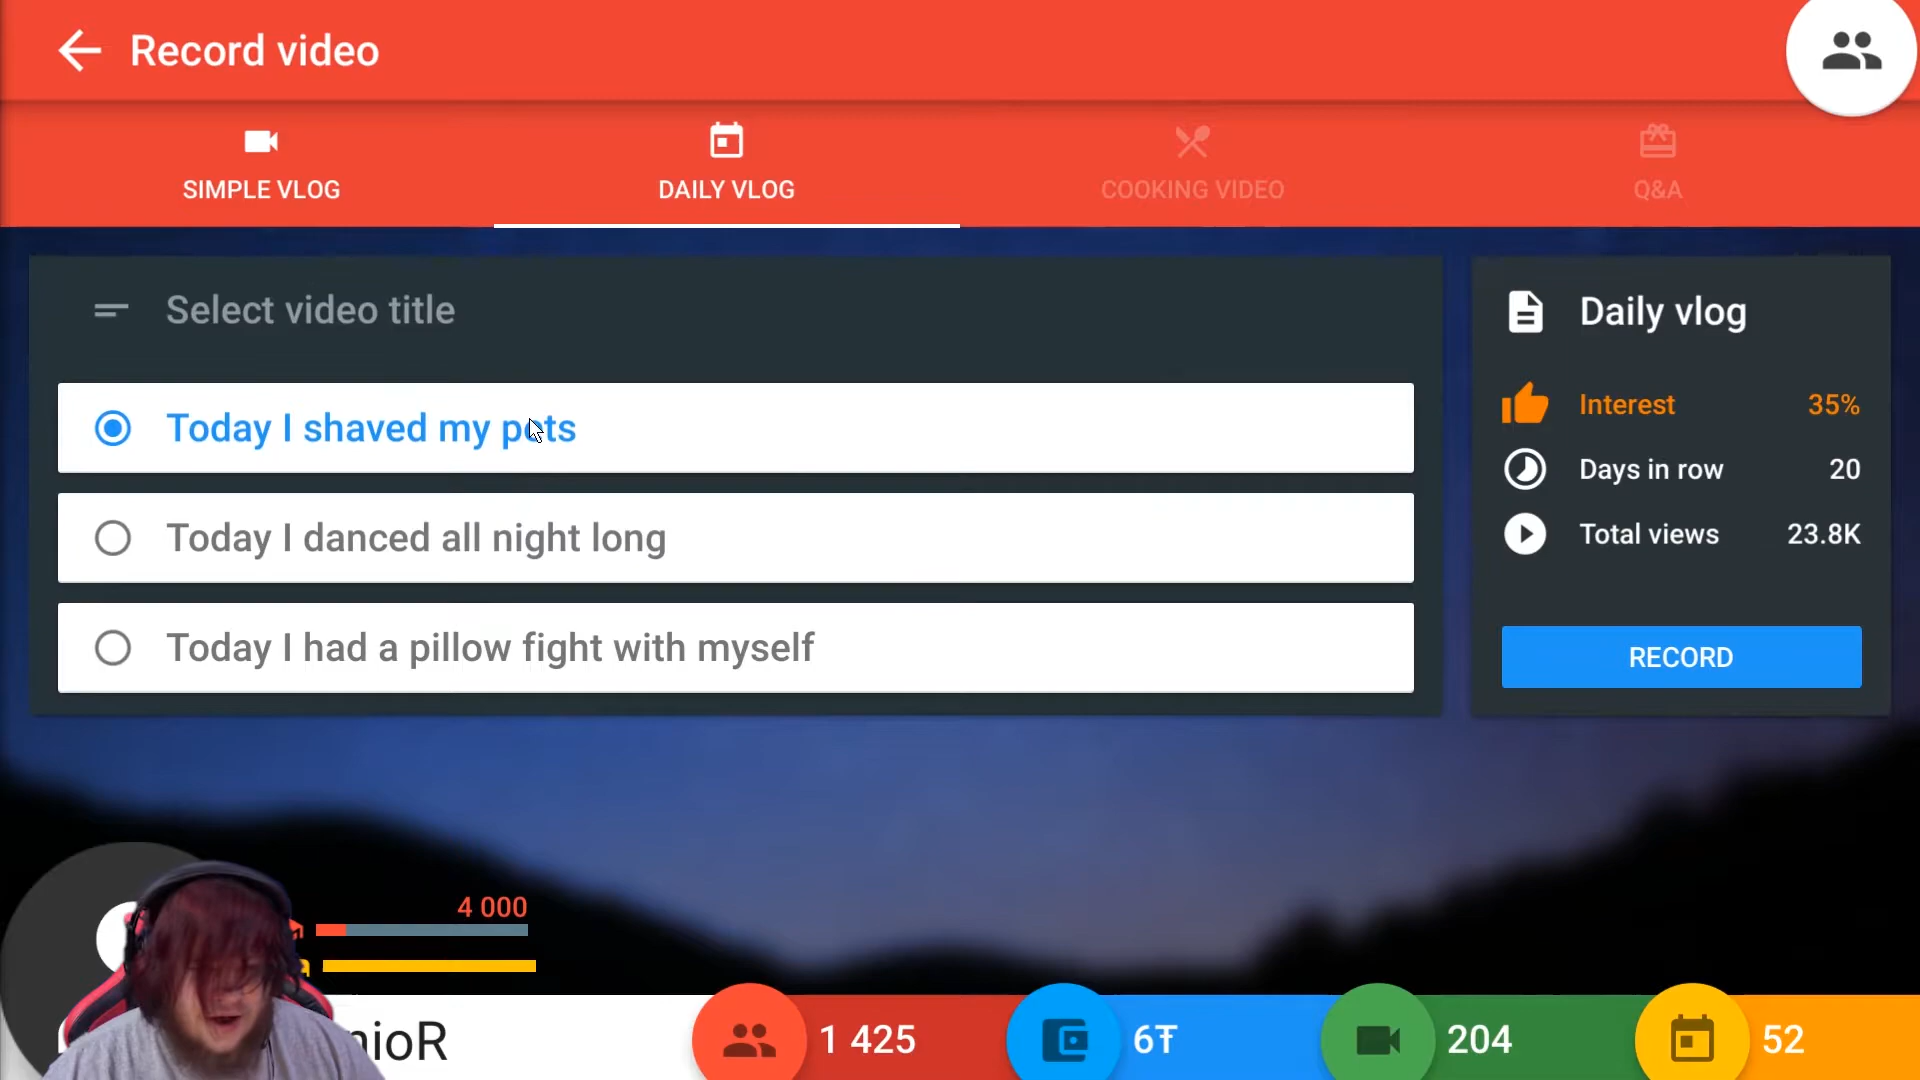 Record video
SIMPLE VLOG
DAILY VLOG
COOKING VIDEO
Q&A
Select video title
Today I shaved my pets
Today I danced all night long
Today I had a pillow fight with myself
Daily vlog
Interest 35%
Days in row 20
Total views 23.8K
RECORD
4 000
nioR
1 425
6Ŧ
204
52